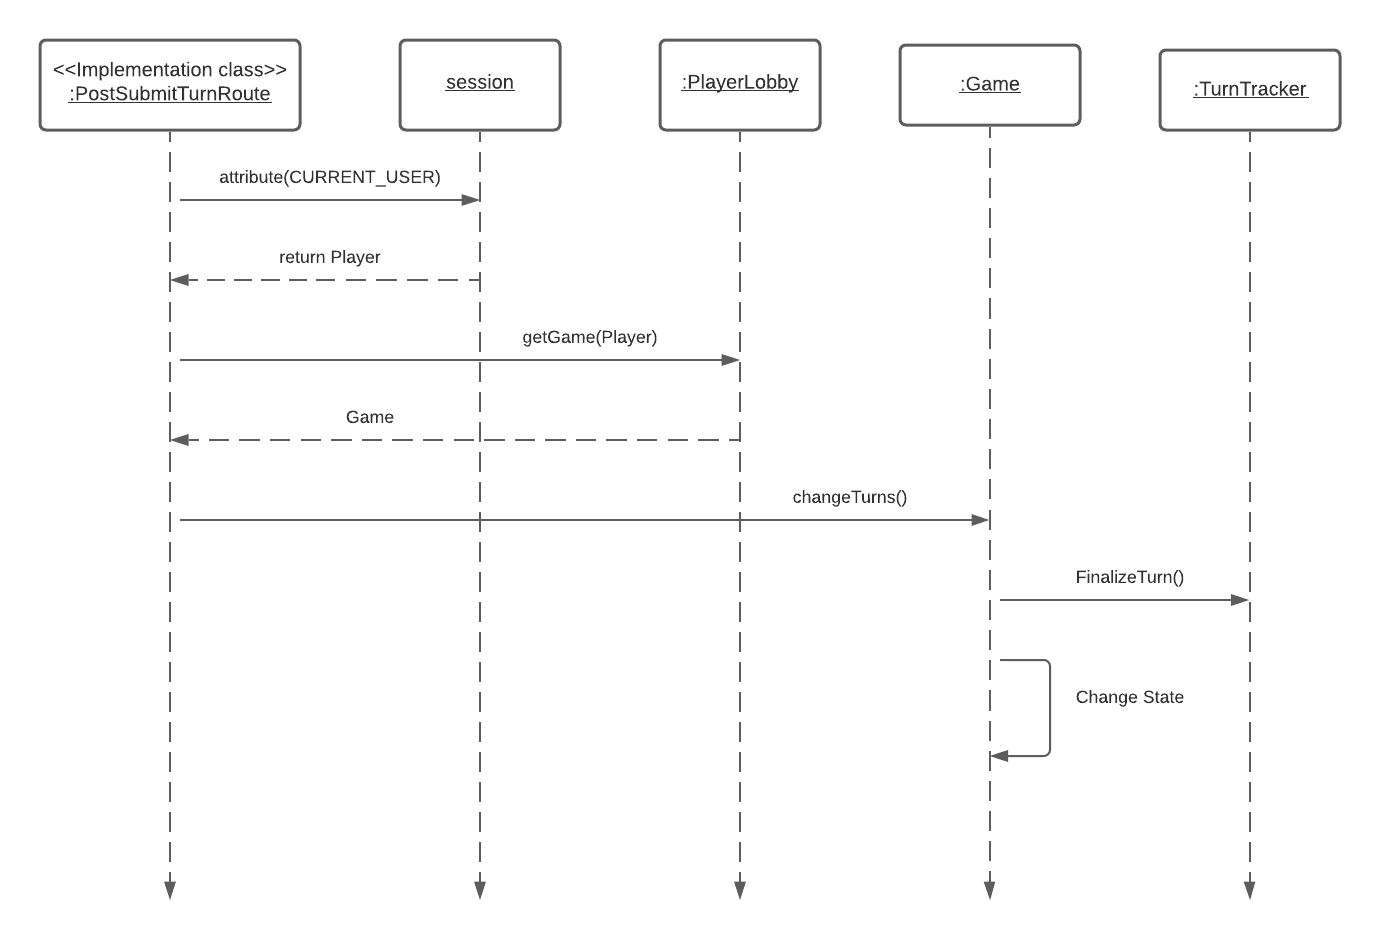 <<Implementation class>>
:PostSubmitTurnRoute
session
:PlayerLobby
:Game
:TurnTracker
attribute(CURRENT_USER)
return Player
getGame(Player)
Game
changeTurns()
FinalizeTurn()
Change State